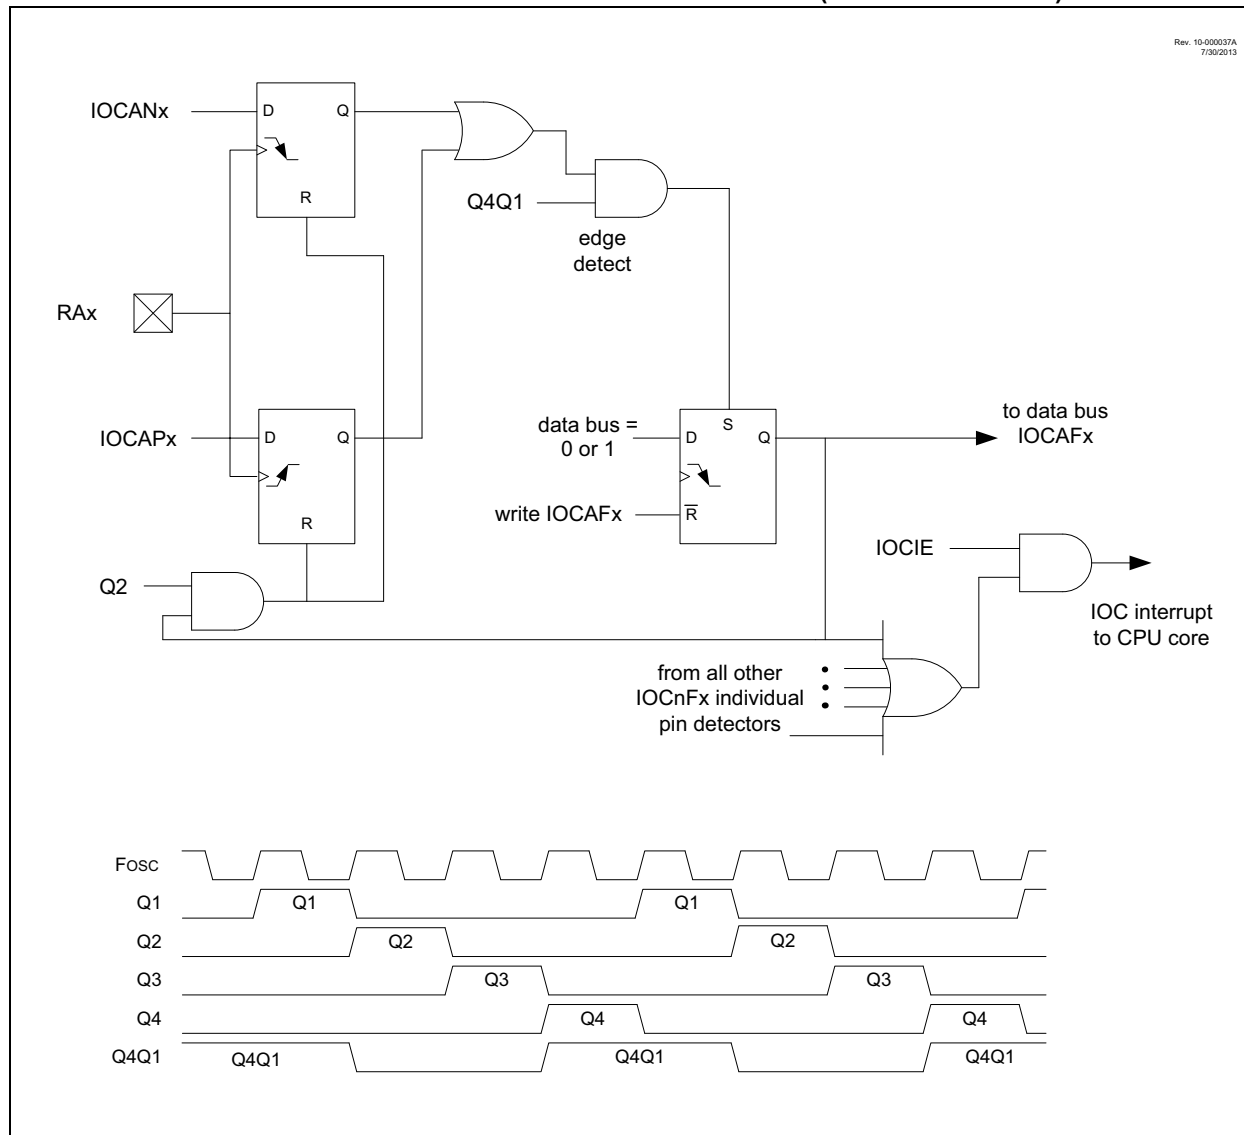 Rev. 10-000037A
7/30/2013
IOCANx
D
Q
R
Q4Q1
edge
detect
RAx
IOCAPx
D
Q
R
Q2
data bus =
0 or 1
D
S
Q
write IOCAFx
R̅
to data bus
IOCAFx
IOCIE
IOC interrupt
to CPU core
from all other
IOCnFx individual
pin detectors
FOSC
Q1
Q1
Q1
Q2
Q2
Q2
Q3
Q3
Q3
Q4
Q4
Q4
Q4Q1
Q4Q1
Q4Q1
Q4Q1